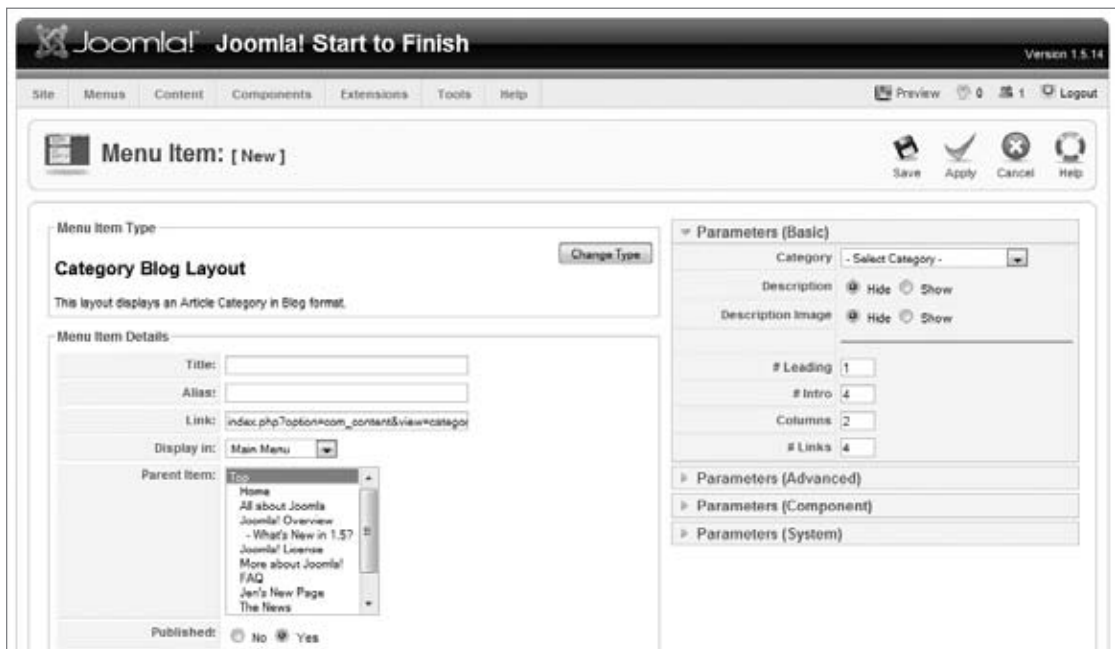 Joomla! Joomla! Start to Finish
Version 1.5.14
Site Menus Content Components Extensions Tools Help Preview 0 1 Logout
Menu Item: [ New ]
Save Apply Cancel Help
Menu Item Type
Change Type
Category Blog Layout
This layout displays an Article Category in Blog format.
Menu Item Details
Title:
Alias:
Link: index.php?option=com_content&view=categor
Display in: Main Menu
Parent Item: Top
Home
All about Joomla
Joomla! Overview
- What's New in 1.5?
Joomla! License
More about Joomla!
FAQ
Jen's New Page
The News
Published: No Yes
Parameters (Basic)
Category - Select Category -
Description Hide Show
Description Image Hide Show
# Leading 1
# Intro 4
Columns 2
# Links 4
Parameters (Advanced)
Parameters (Component)
Parameters (System)